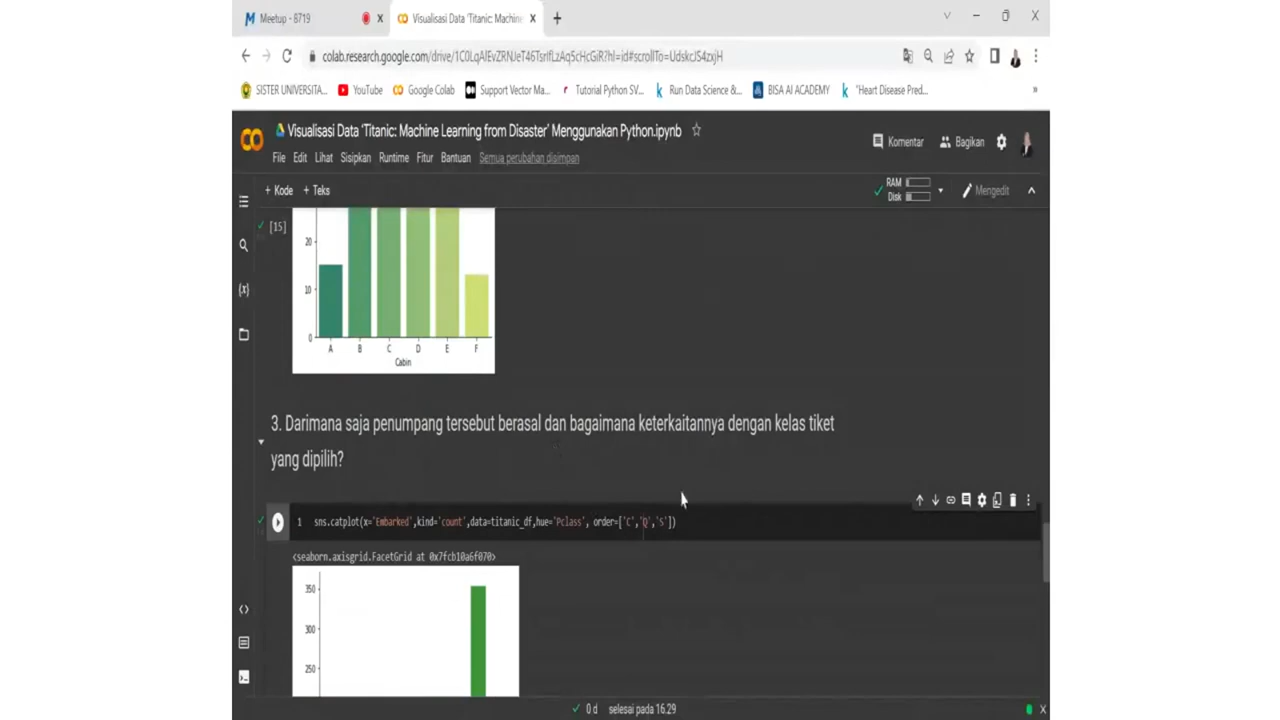 Meetup - 8719
Visualisasi Data 'Titanic: Machine
colab.research.google.com/drive/1C0LqAlEvZRNJeT46TsrlfLzAq5cHcGiR?hl=id#scrollTo=UdskcJS4zxjH
SISTER UNIVERSITA...
YouTube
Google Colab
Support Vector Ma...
Tutorial Python SV...
Run Data Science &...
BISA AI ACADEMY
"Heart Disease Pred...
»
Visualisasi Data 'Titanic: Machine Learning from Disaster' Menggunakan Python.ipynb
Komentar
Bagikan
File Edit Lihat Sisipkan Runtime Fitur Bantuan Semua perubahan disimpan
+ Kode + Teks
RAM
Disk
Mengedit
[15]
20
10
0
A B C D E F
Cabin
3. Darimana saja penumpang tersebut berasal dan bagaimana keterkaitannya dengan kelas tiket
yang dipilih?
1 sns.catplot(x='Embarked',kind='count',data=titanic_df,hue='Pclass', order=['C','Q','S'])
<seaborn.axisgrid.FacetGrid at 0x7fcb10a6f070>
350
300
250
0 d selesai pada 16.29